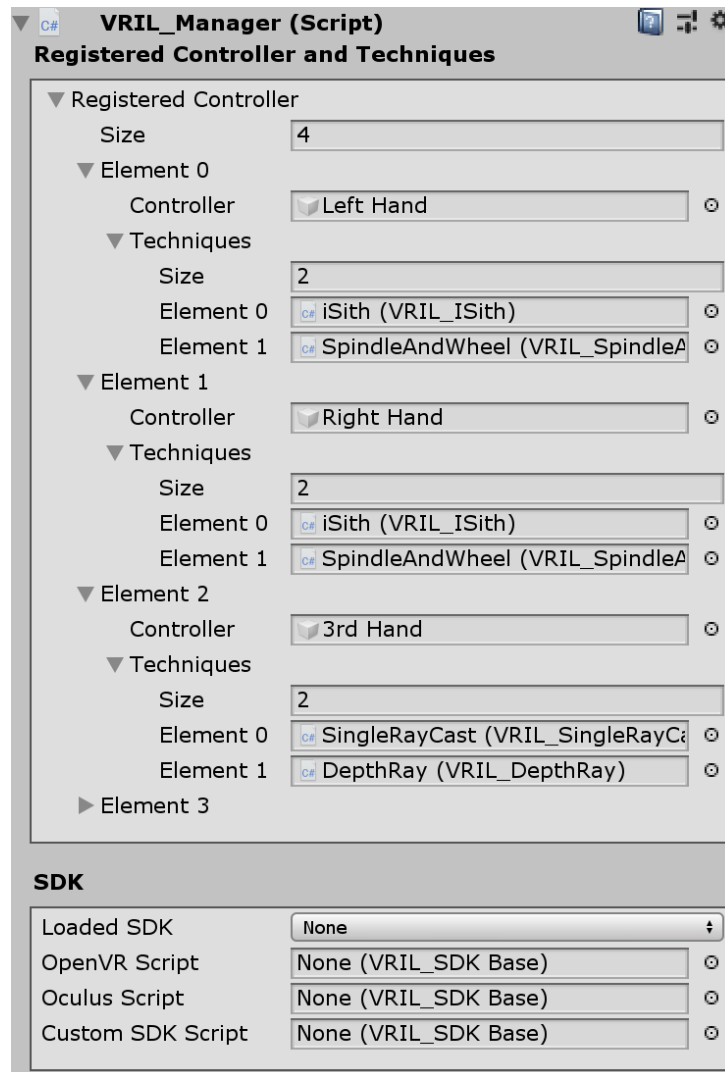 VRIL_Manager (Script)
Registered Controller and Techniques
Registered Controller
Size 4
Element 0
Controller Left Hand
Techniques
Size 2
Element 0 c# iSith (VRIL_ISith)
Element 1 c# SpindleAndWheel (VRIL_SpindleA
Element 1
Controller Right Hand
Techniques
Size 2
Element 0 c# iSith (VRIL_ISith)
Element 1 c# SpindleAndWheel (VRIL_SpindleA
Element 2
Controller 3rd Hand
Techniques
Size 2
Element 0 c# SingleRayCast (VRIL_SingleRayCa
Element 1 c# DepthRay (VRIL_DepthRay)
Element 3
SDK
Loaded SDK None
OpenVR Script None (VRIL_SDK Base)
Oculus Script None (VRIL_SDK Base)
Custom SDK Script None (VRIL_SDK Base)